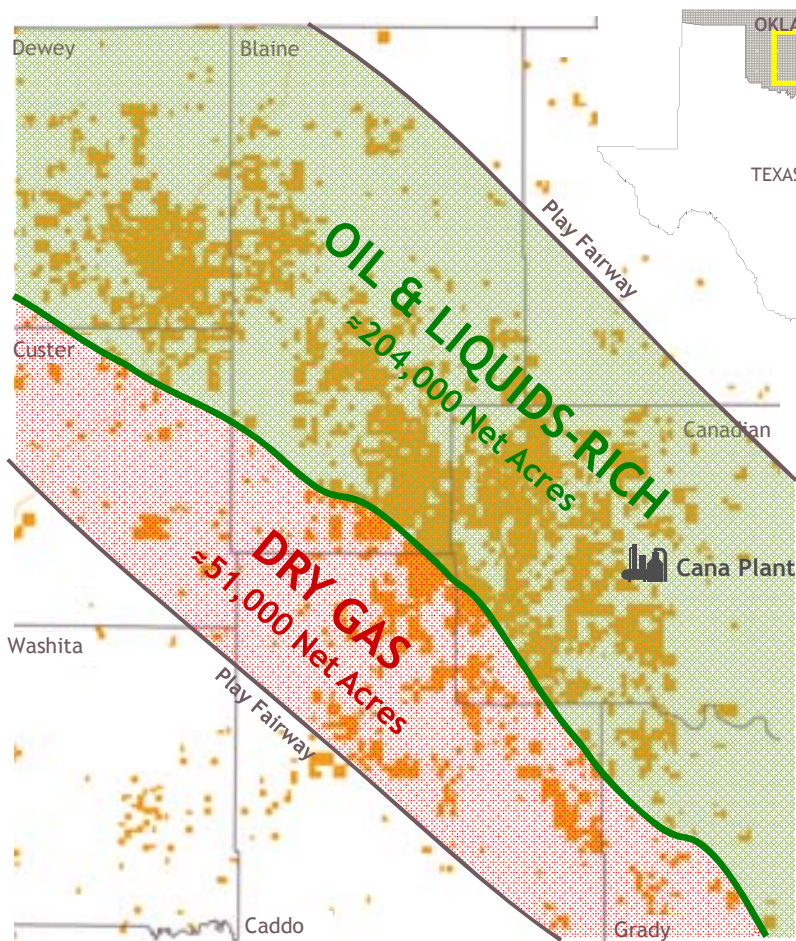 OKLA
Dewey
Blaine
TEXAS
Play Fairway
OIL & LIQUIDS-RICH
≈204,000 Net Acres
Custer
Canadian
DRY GAS
≈51,000 Net Acres
Cana Plant
Washita
Play Fairway
Caddo
Grady